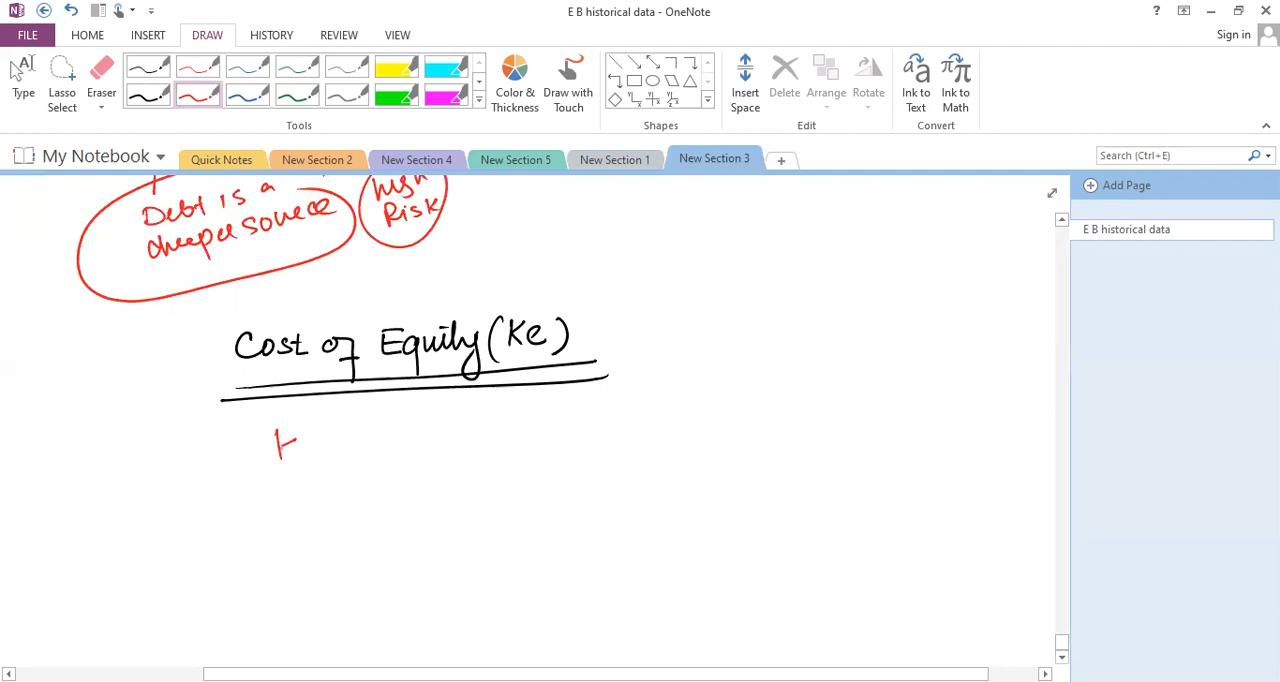 E B historical data - OneNote
? 
Sign in
FILE HOME INSERT DRAW HISTORY REVIEW VIEW
Type
Lasso Select
Eraser
Color & Thickness
Draw with Touch
Insert Space
Delete
Arrange
Rotate
Ink to Text
Ink to Math
Tools
Shapes
Edit
Convert
My Notebook
Quick Notes
New Section 2
New Section 4
New Section 5
New Section 1
New Section 3
Search (Ctrl+E)
Add Page
E B historical data
Debt is a
cheeper source
high
Risk
Cost of Equity (Ke)